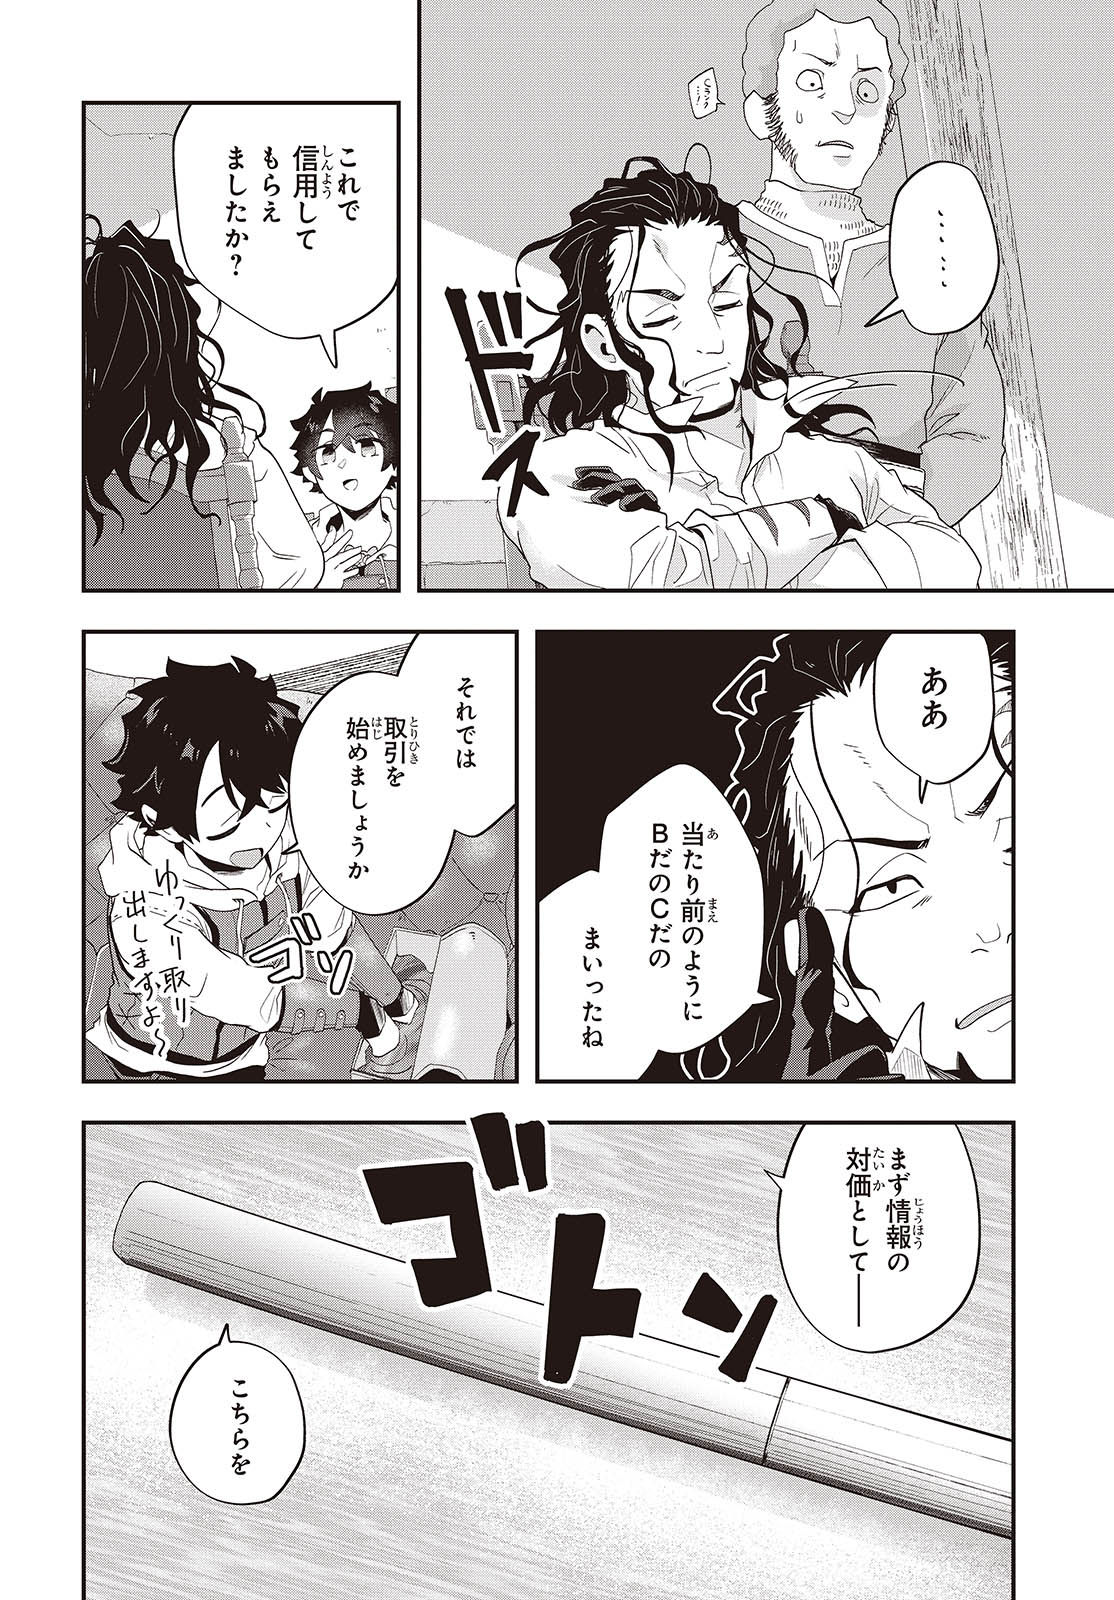 Cランク
…！
……
ドスッ
これで
信用して
もらえ
ましたか？
ああ
当たり前のように
BだのCだの
まいったね
それでは
取引を
始めましょうか
ゴソッ
ゆっくり取り
出しますよ〜
まず情報の
対価として──
ゴトン
こちらを